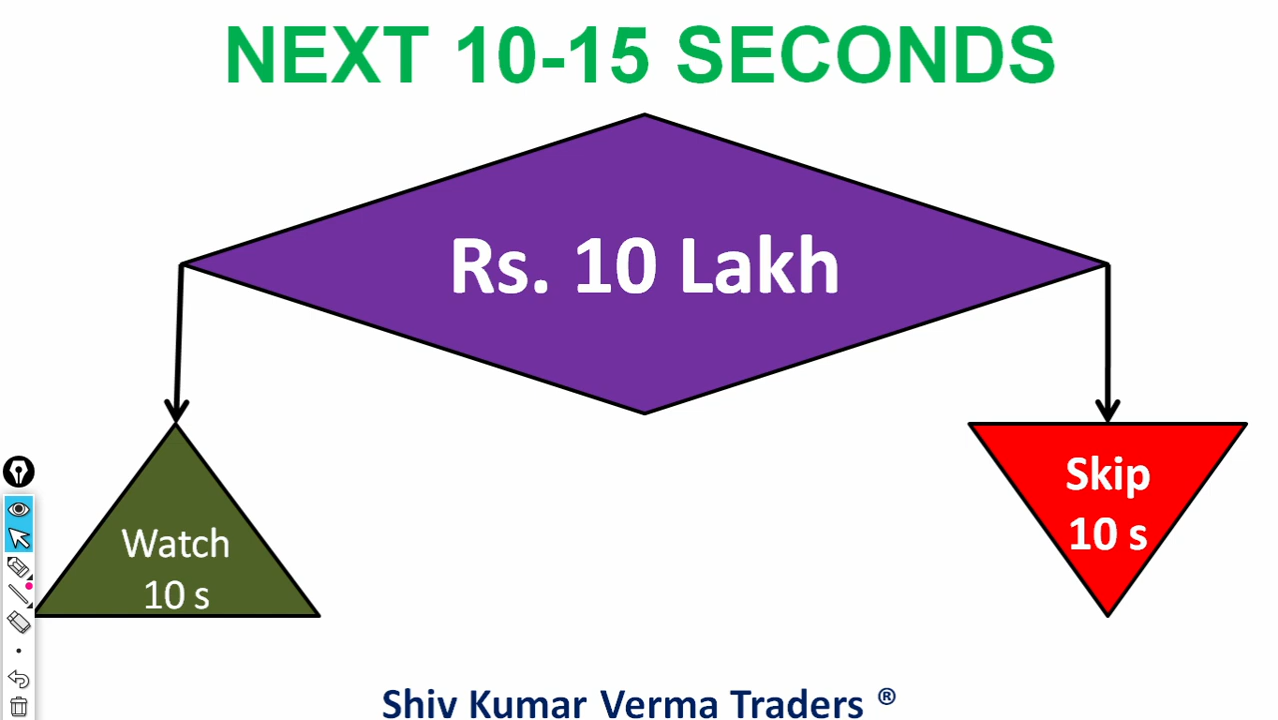 NEXT 10-15 SECONDS
Rs. 10 Lakh
Watch
10 s
Skip
10 s
Shiv Kumar Verma Traders ®